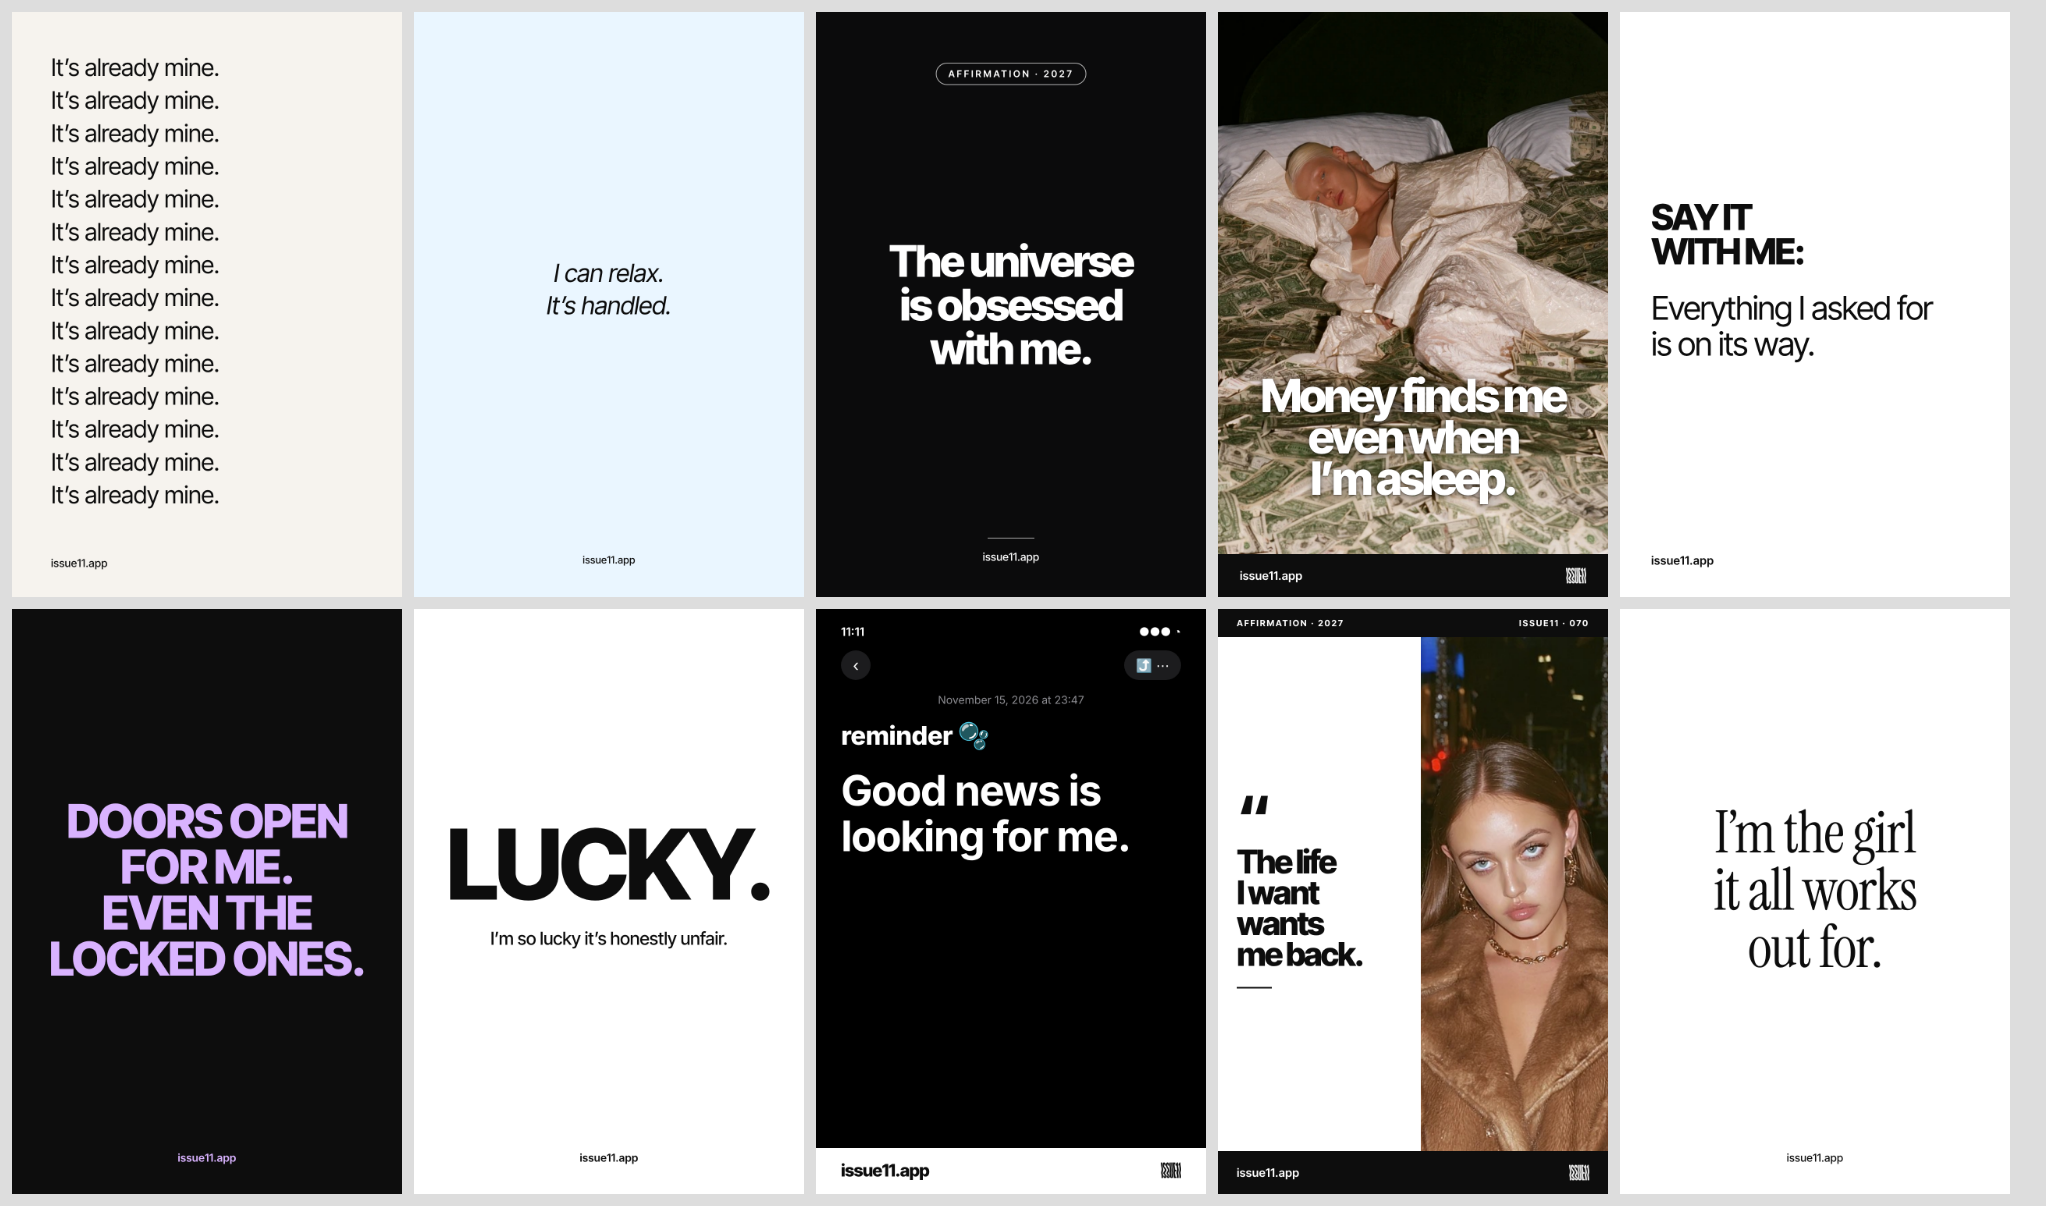 It's already mine.
It's already mine.
It's already mine.
It's already mine.
It's already mine.
It's already mine.
It's already mine.
It's already mine.
It's already mine.
It's already mine.
It's already mine.
It's already mine.
It's already mine.
It's already mine.
issue11.app
I can relax.
It's handled.
issue11.app
AFFIRMATION · 2027
The universe
is obsessed
with me.
issue11.app
Money finds me
even when
I'm asleep.
issue11.app
ISSUE11
SAY IT
WITH ME:
Everything I asked for
is on its way.
issue11.app
DOORS OPEN
FOR ME.
EVEN THE
LOCKED ONES.
issue11.app
LUCKY.
I'm so lucky it's honestly unfair.
issue11.app
11:11
November 15, 2026 at 23:47
reminder 🫧
Good news is
looking for me.
issue11.app
ISSUE11
AFFIRMATION · 2027
ISSUE11 · 070
“
The life
I want
wants
me back.
issue11.app
ISSUE11
I'm the girl
it all works
out for.
issue11.app